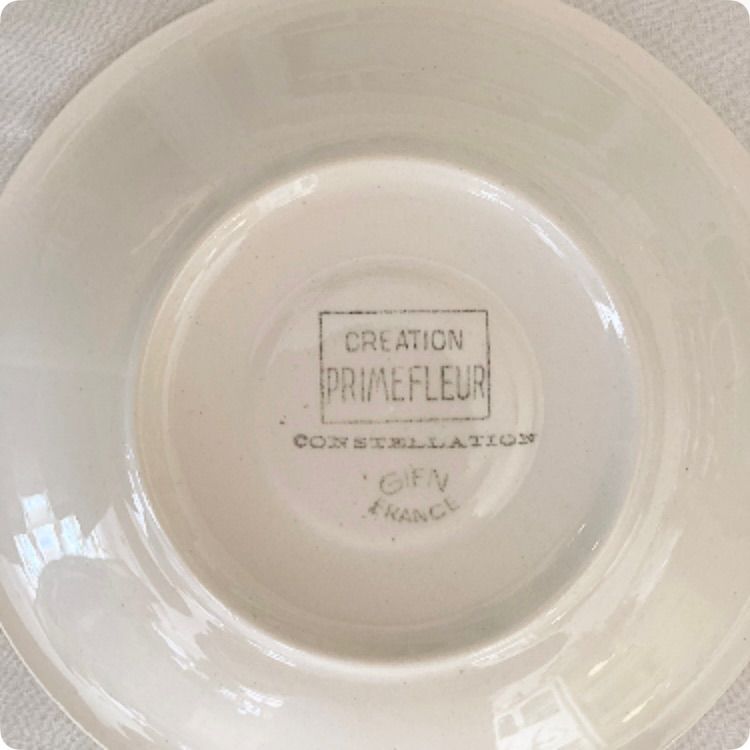 CREATION
PRIMEFLEUR
CONSTELLATION
GIEN
FRANCE